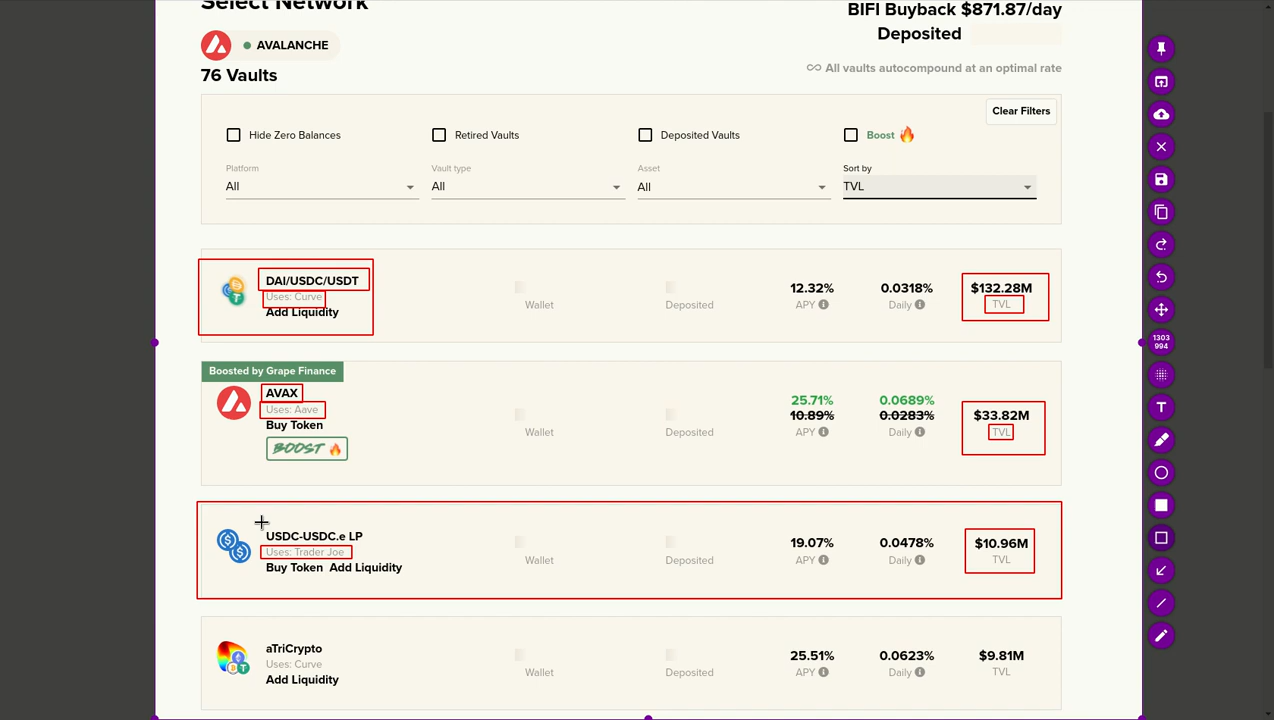 Select Network
BIFI Buyback $871.87/day
Deposited
AVALANCHE
76 Vaults
All vaults autocompound at an optimal rate
Clear Filters
Hide Zero Balances
Retired Vaults
Deposited Vaults
Boost
Platform
Vault type
Asset
Sort by
All
All
All
TVL
DAI/USDC/USDT
Uses: Curve
Add Liquidity
Wallet
Deposited
12.32%
APY
0.0318%
Daily
$132.28M
TVL
Boosted by Grape Finance
AVAX
Uses: Aave
Buy Token
BOOST
Wallet
Deposited
25.71%
10.89%
APY
0.0689%
0.0283%
Daily
$33.82M
TVL
USDC-USDC.e LP
Uses: Trader Joe
Buy Token Add Liquidity
Wallet
Deposited
19.07%
APY
0.0478%
Daily
$10.96M
TVL
aTriCrypto
Uses: Curve
Add Liquidity
Wallet
Deposited
25.51%
APY
0.0623%
Daily
$9.81M
TVL
1303
994
T